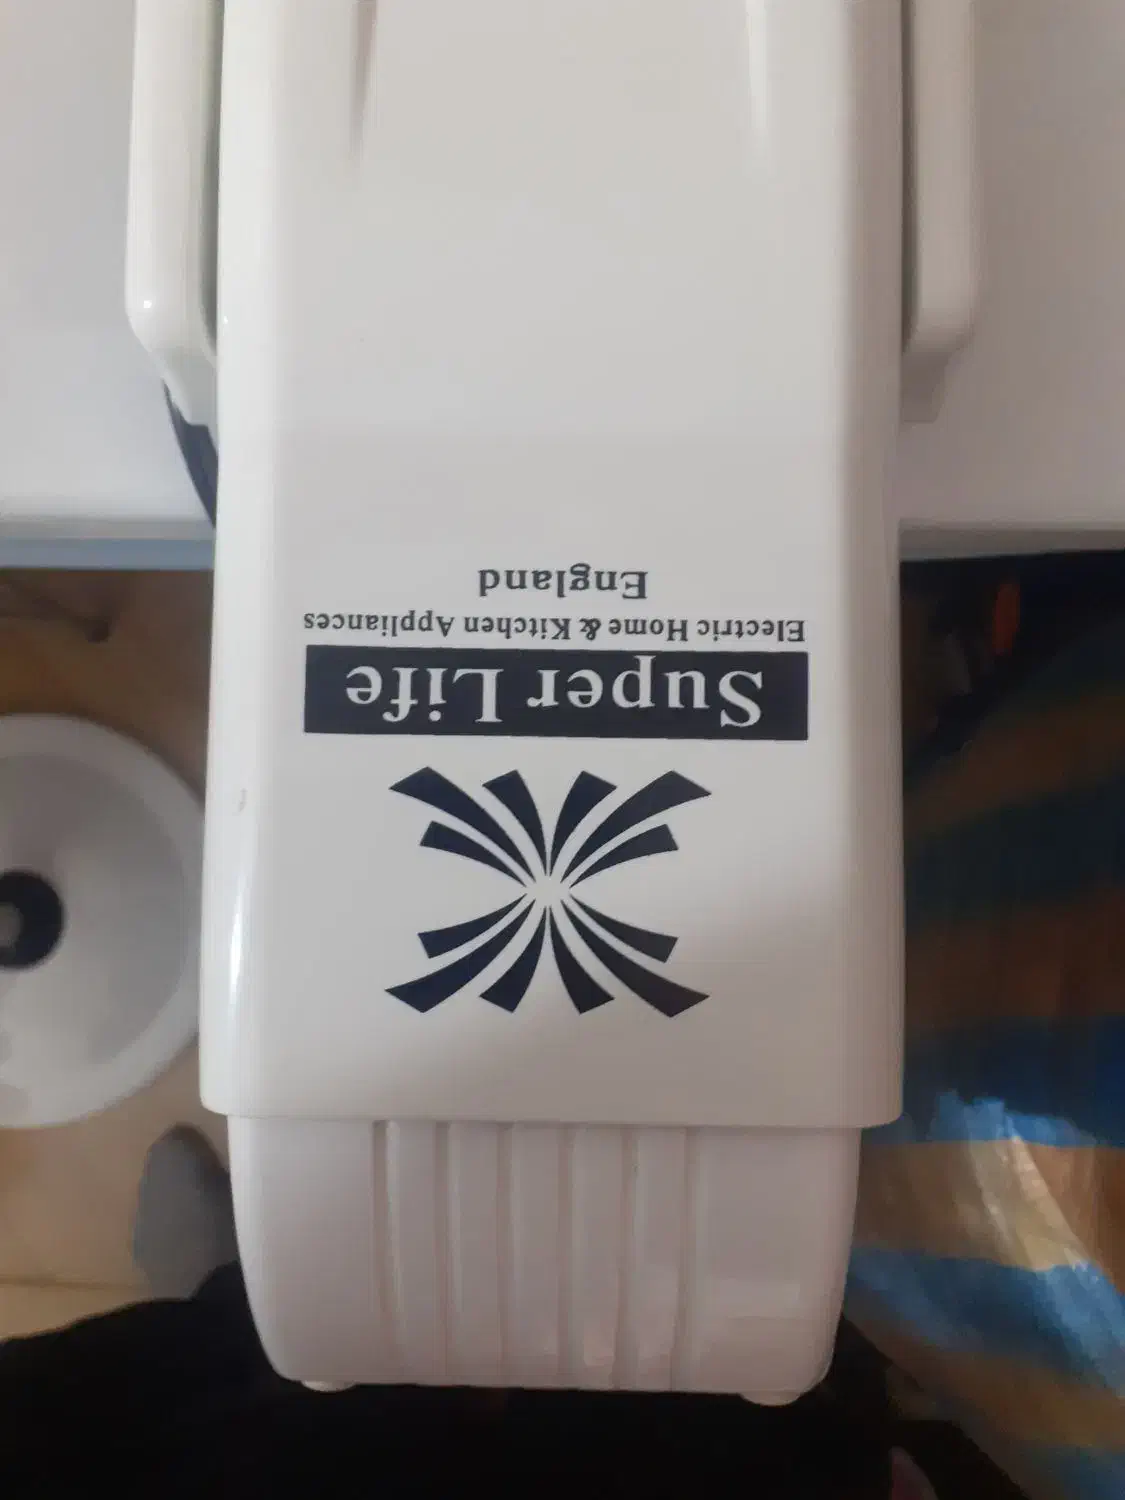 Super Life
Electric Home & Kitchen Appliances
England